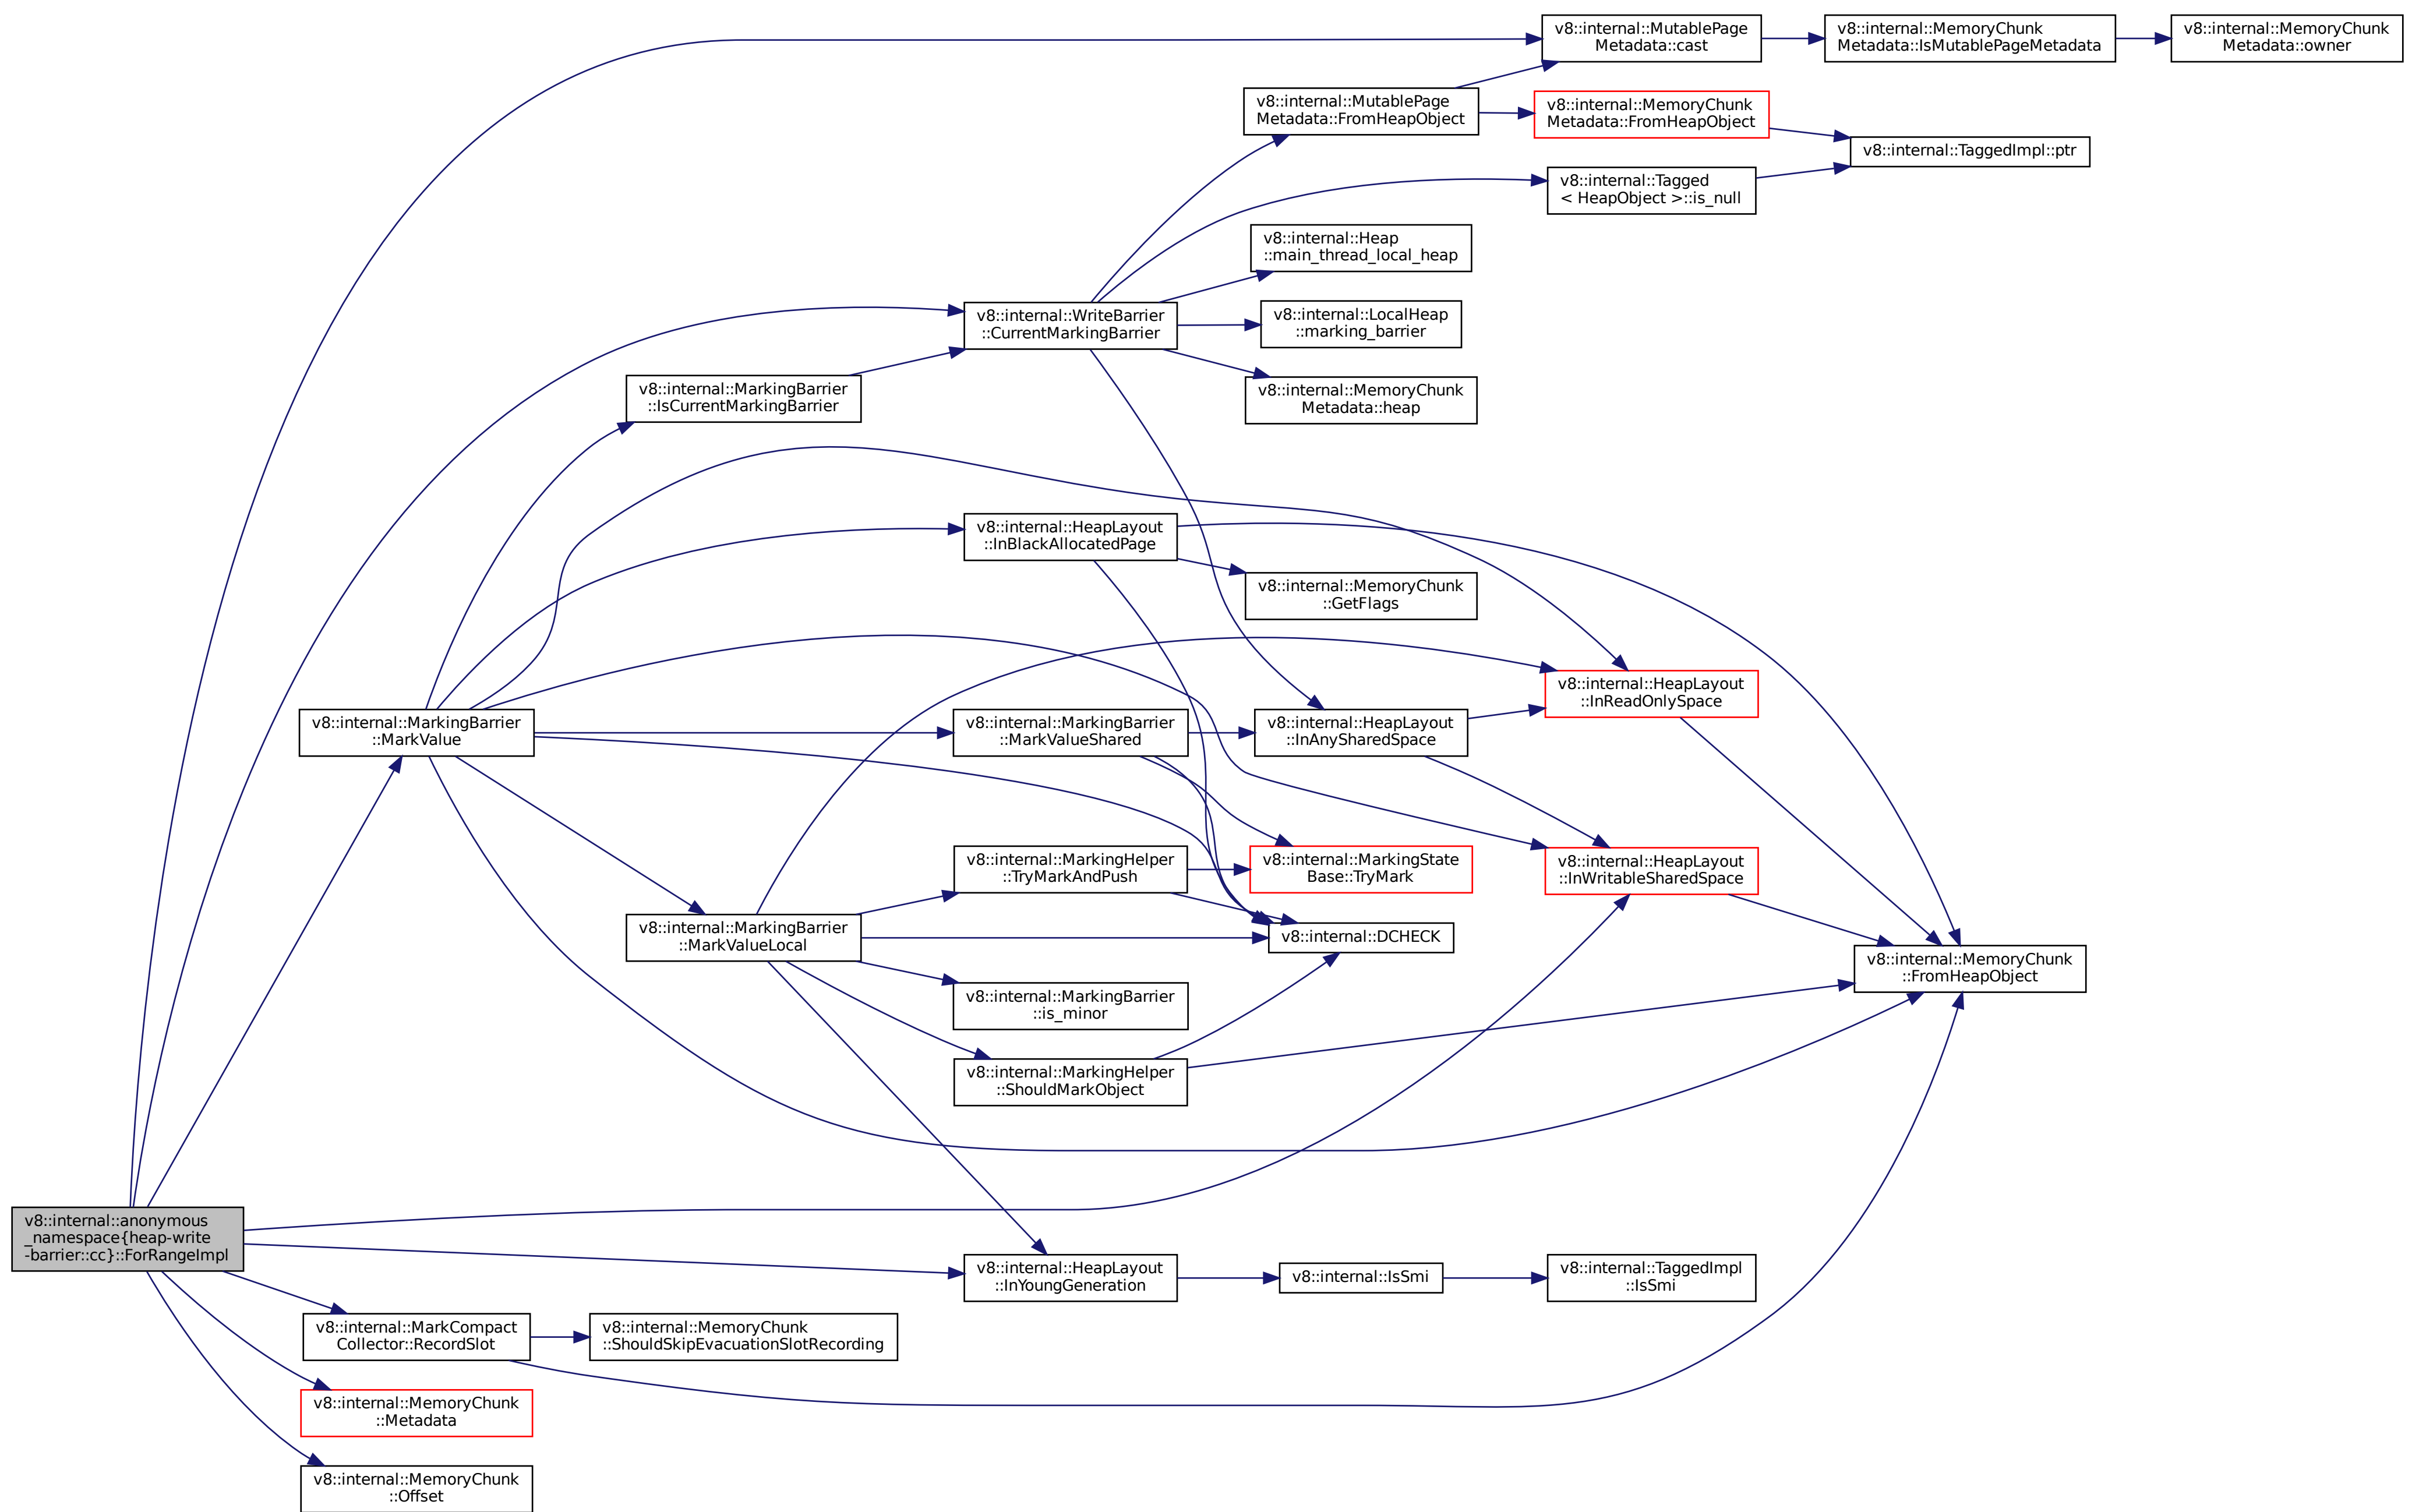 v8::internal::MutablePage
Metadata::cast
v8::internal::MemoryChunk
Metadata::IsMutablePageMetadata
v8::internal::MemoryChunk
Metadata::owner
v8::internal::MutablePage
Metadata::FromHeapObject
v8::internal::MemoryChunk
Metadata::FromHeapObject
v8::internal::TaggedImpl::ptr
v8::internal::Tagged
< HeapObject >::is_null
v8::internal::Heap
::main_thread_local_heap
v8::internal::WriteBarrier
::CurrentMarkingBarrier
v8::internal::LocalHeap
::marking_barrier
v8::internal::MarkingBarrier
::IsCurrentMarkingBarrier
v8::internal::MemoryChunk
Metadata::heap
v8::internal::HeapLayout
::InBlackAllocatedPage
v8::internal::MemoryChunk
::GetFlags
v8::internal::HeapLayout
::InReadOnlySpace
v8::internal::MarkingBarrier
::MarkValue
v8::internal::MarkingBarrier
::MarkValueShared
v8::internal::HeapLayout
::InAnySharedSpace
v8::internal::MarkingHelper
::TryMarkAndPush
v8::internal::MarkingState
Base::TryMark
v8::internal::HeapLayout
::InWritableSharedSpace
v8::internal::MarkingBarrier
::MarkValueLocal
v8::internal::DCHECK
v8::internal::MemoryChunk
::FromHeapObject
v8::internal::MarkingBarrier
::is_minor
v8::internal::MarkingHelper
::ShouldMarkObject
v8::internal::anonymous
_namespace{heap-write
-barrier::cc}::ForRangeImpl
v8::internal::HeapLayout
::InYoungGeneration
v8::internal::IsSmi
v8::internal::TaggedImpl
::IsSmi
v8::internal::MarkCompact
Collector::RecordSlot
v8::internal::MemoryChunk
::ShouldSkipEvacuationSlotRecording
v8::internal::MemoryChunk
::Metadata
v8::internal::MemoryChunk
::Offset